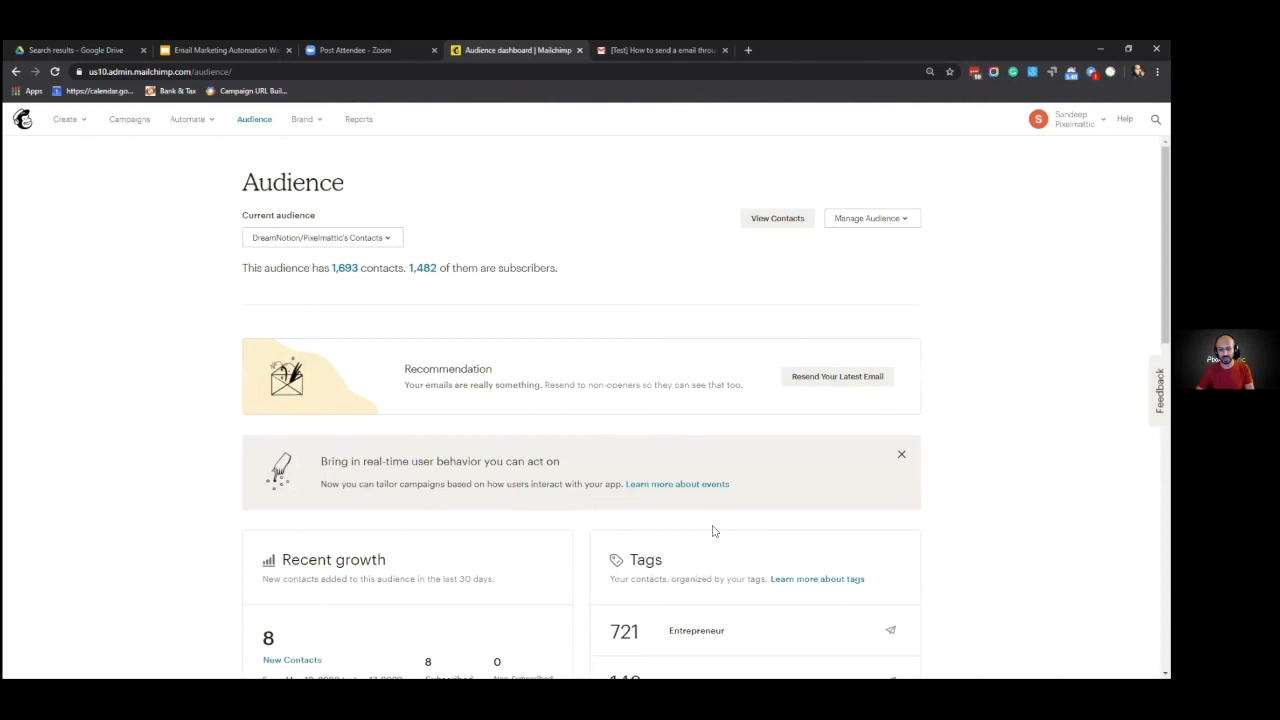 Search results - Google Drive
Email Marketing Automation We
Post Attendee - Zoom
Audience dashboard | Mailchimp
[Test] How to send a email throu
us10.admin.mailchimp.com/audience/
Apps
https://calendar.go...
Bank & Tax
Campaign URL Buil...
Create
Campaigns
Automate
Audience
Brand
Reports
S
Sandeep
Pixelmattic
Help
Audience
Current audience
View Contacts
Manage Audience
DreamNotion/Pixelmattic's Contacts
This audience has 1,693 contacts. 1,482 of them are subscribers.
Recommendation
Your emails are really something. Resend to non-openers so they can see that too.
Resend Your Latest Email
Feedback
Bring in real-time user behavior you can act on
Now you can tailor campaigns based on how users interact with your app. Learn more about events
Recent growth
New contacts added to this audience in the last 30 days.
Tags
Your contacts, organized by your tags. Learn more about tags
8
New Contacts
8
0
721
Entrepreneur